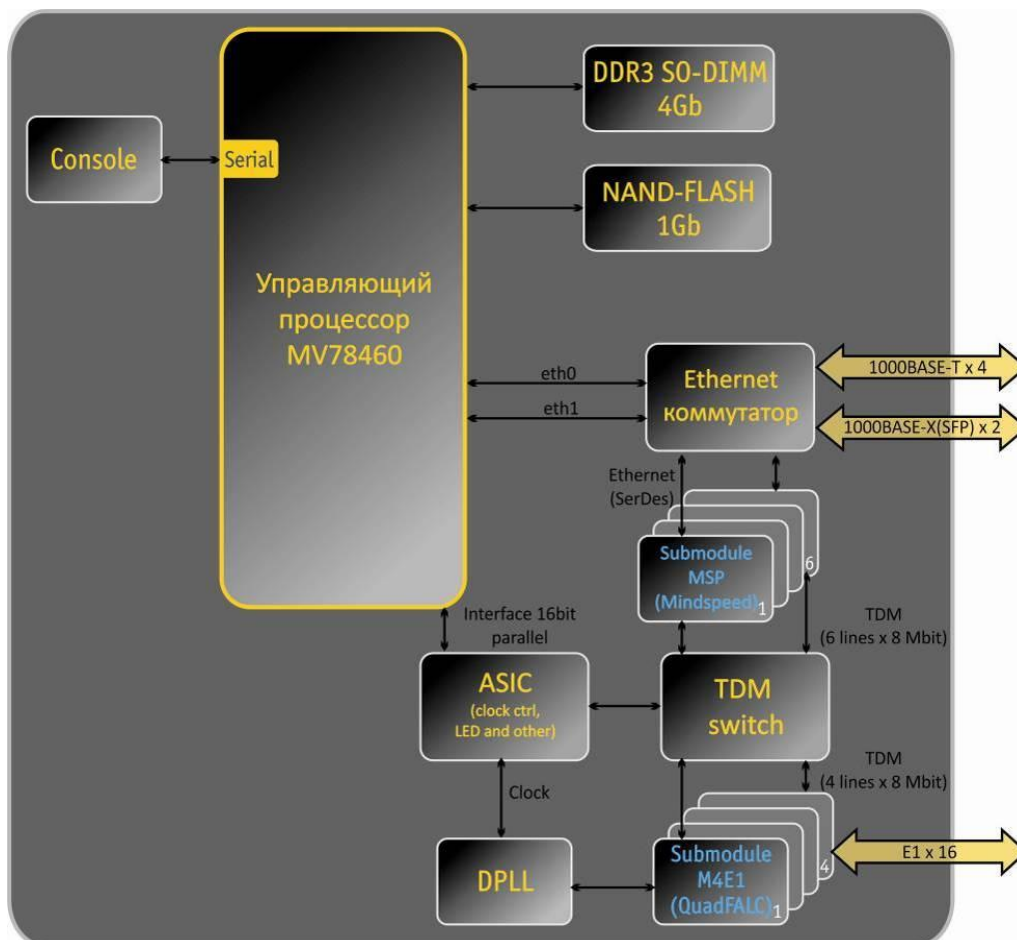 DDR3 SO-DIMM
4Gb
Console
Serial
NAND-FLASH
1Gb
Управляющий
процессор
MV78460
eth0
eth1
Ethernet
коммутатор
1000BASE-T x 4
1000BASE-X(SFP) x 2
Ethernet
(SerDes)
Submodule
MSP
(Mindspeed)
1
6
Interface 16bit
parallel
TDM
(6 lines x 8 Mbit)
ASIC
(clock ctrl,
LED and other)
TDM
switch
TDM
(4 lines x 8 Mbit)
Clock
DPLL
Submodule
M4E1
(QuadFALC)
1
4
E1 x 16